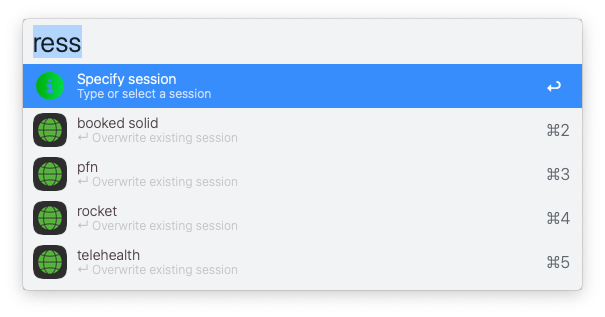 ress
Specify session
Type or select a session
↩
booked solid
↵ Overwrite existing session
⌘2
pfn
↵ Overwrite existing session
⌘3
rocket
↵ Overwrite existing session
⌘4
telehealth
↵ Overwrite existing session
⌘5